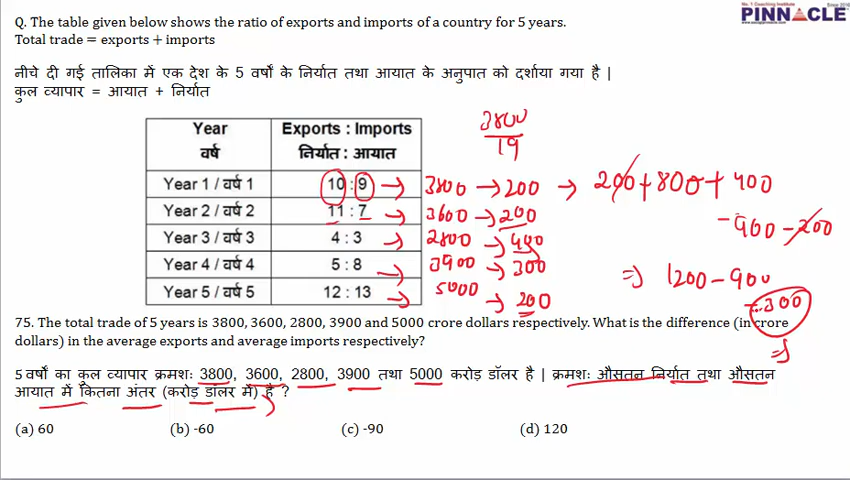 Q. The table given below shows the ratio of exports and imports of a country for 5 years.
Total trade = exports + imports
No. 1 Coaching Institute
PINNACLE
नीचे दी गई तालिका में एक देश के 5 वर्षों के निर्यात तथा आयात के अनुपात को दर्शाया गया है |
कुल व्यापार = आयात + निर्यात
3800
19
Year Exports : Imports
वर्ष निर्यात : आयात
Year 1 / वर्ष 1 10 : 9 → 3800 → 200 → 200 + 800 + 400
Year 2 / वर्ष 2 11 : 7 → 3600 → 200 - 900 - 200
Year 3 / वर्ष 3 4 : 3 → 2800 → 400
Year 4 / वर्ष 4 5 : 8 → 3900 → 300 ⇒ 1200 - 900
Year 5 / वर्ष 5 12 : 13 → 5000 → 200 300
75. The total trade of 5 years is 3800, 3600, 2800, 3900 and 5000 crore dollars respectively. What is the difference (in crore
dollars) in the average exports and average imports respectively? ⇒
5 वर्षों का कुल व्यापार क्रमशः 3800, 3600, 2800, 3900 तथा 5000 करोड़ डॉलर है | क्रमशः औसतन निर्यात तथा औसतन
आयात में कितना अंतर (करोड़ डॉलर में) है ?
(a) 60 (b) -60 (c) -90 (d) 120